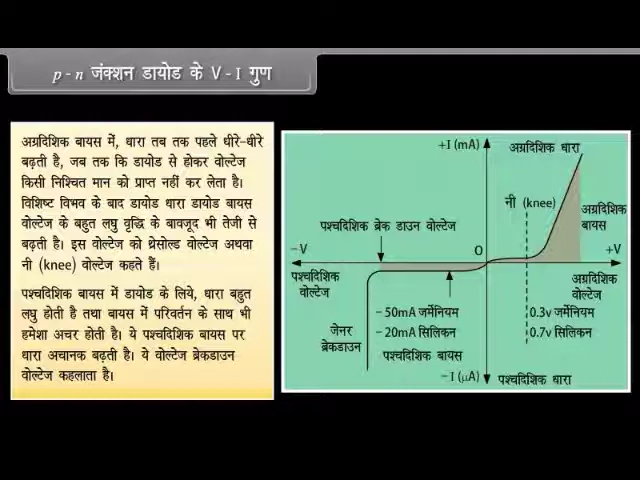 p - n जंक्शन डायोड के V - I गुण
अग्रदिशिक बायस में, धारा तब तक पहले धीरे-धीरे
बढ़ती है, जब तक कि डायोड से होकर वोल्टेज
किसी निश्चित मान को प्राप्त नहीं कर लेता है।
विशिष्ट विभव के बाद डायोड धारा डायोड बायस
वोल्टेज के बहुत लघु वृद्धि के बावजूद भी तेजी से
बढ़ती है। इस वोल्टेज को थ्रेसोल्ड वोल्टेज अथवा
नी (knee) वोल्टेज कहते हैं।
पश्चदिशिक बायस में डायोड के लिये, धारा बहुत
लघु होती है तथा बायस में परिवर्तन के साथ भी
हमेशा अचर होती है। ये पश्चदिशिक बायस पर
धारा अचानक बढ़ती है। ये वोल्टेज ब्रेकडाउन
वोल्टेज कहलाता है।
+I (mA)
अग्रदिशिक धारा
नी (knee)
अग्रदिशिक
बायस
पश्चदिशिक ब्रेक डाउन वोल्टेज
– V
O
+V
पश्चदिशिक
वोल्टेज
अग्रदिशिक
वोल्टेज
– 50mA जर्मेनियम
– 20mA सिलिकन
0.3v जर्मेनियम
0.7v सिलिकन
जेनर
ब्रेकडाउन
पश्चदिशिक बायस
– I (μA)
पश्चदिशिक धारा